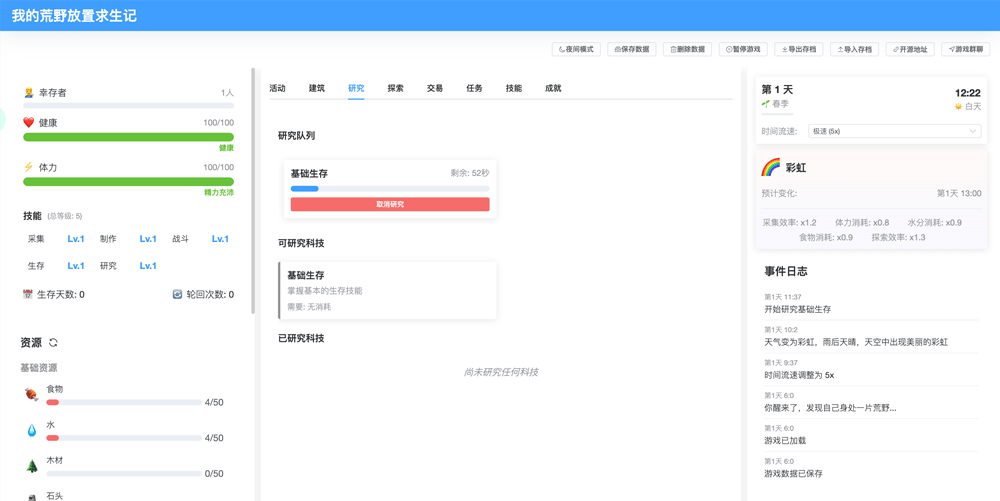 我的荒野放置求生记
夜间模式 保存数据 删除数据 暂停游戏 导出存档 导入存档 开源地址 游戏群聊
幸存者 1人
健康 100/100
健康
体力 100/100
精力充沛
技能 (总等级: 5)
采集 Lv.1 制作 Lv.1 战斗 Lv.1
生存 Lv.1 研究 Lv.1
生存天数: 0 轮回次数: 0
资源
基础资源
食物
4/50
水
4/50
木材
0/50
石头
活动 建筑 研究 探索 交易 任务 技能 成就
研究队列
基础生存 剩余: 52秒
取消研究
可研究科技
基础生存
掌握基本的生存技能
需要: 无消耗
已研究科技
尚未研究任何科技
第 1 天 12:22
春季 白天
时间流速: 极速 (5x)
彩虹
预计变化: 第1天 13:00
采集效率: x1.2 体力消耗: x0.8 水分消耗: x0.9
食物消耗: x0.9 探索效率: x1.3
事件日志
第1天 11:37
开始研究基础生存
第1天 10:2
天气变为彩虹，雨后天晴，天空中出现美丽的彩虹
第1天 9:37
时间流速调整为 5x
第1天 6:0
你醒来了，发现自己身处一片荒野...
第1天 6:0
游戏已加载
第1天 6:0
游戏数据已保存